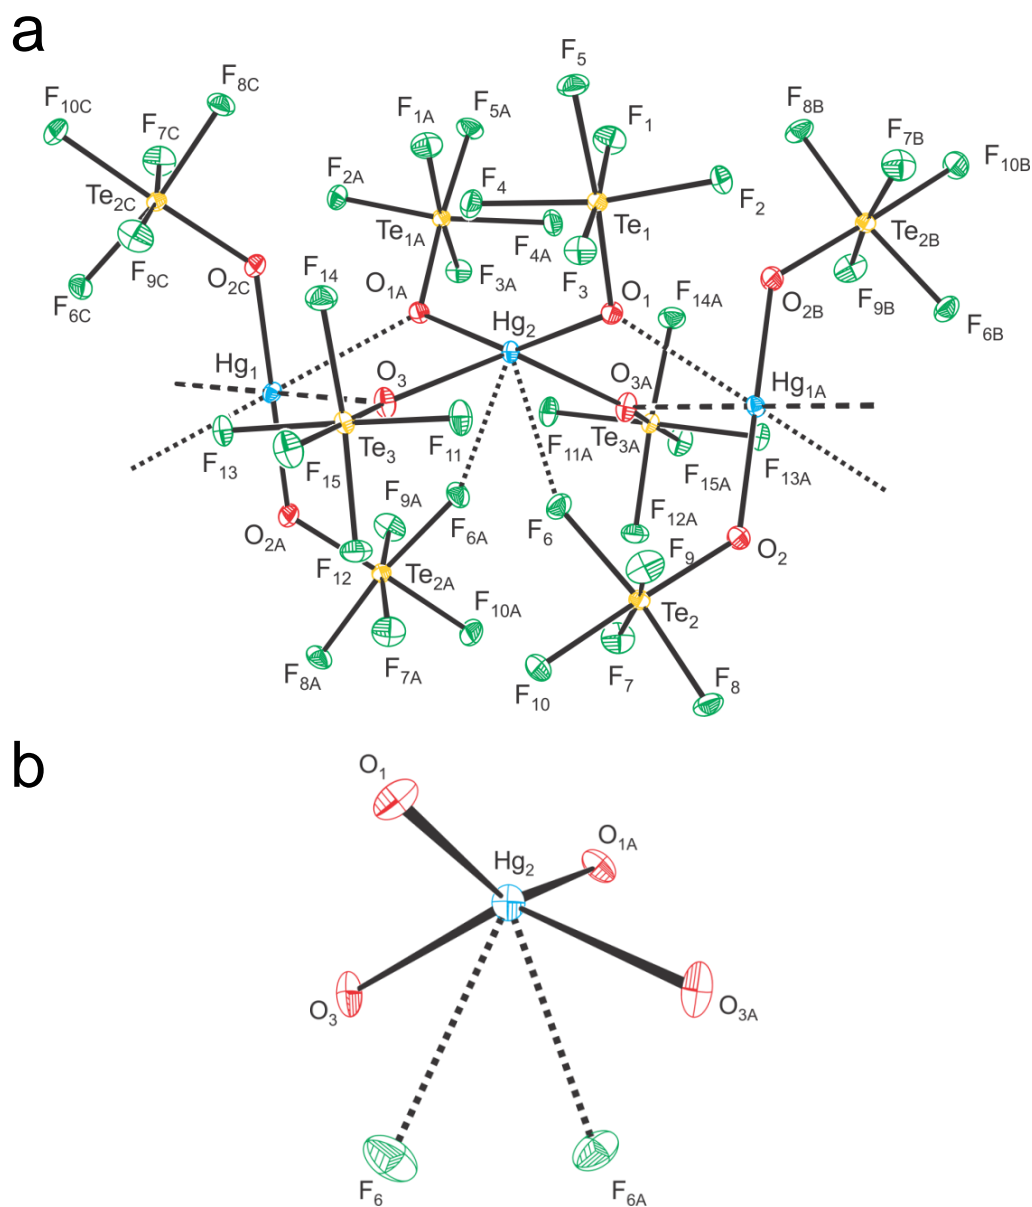 a
F5
F8C
F10C
F1A
F5A
F1
F8B
F7B
F10B
F7C
F2A
F4
F2
Te2C
Te1A
F4A
Te1
Te2B
F9C
O2C
F3A
F3
F6C
F14
O1A
O1
F14A
O2B
F9B
F6B
Hg2
Hg1
O3
O3A
Hg1A
F13
F15
Te3
F11
F11A
Te3A
F15A
F13A
F9A
F6A
F6
F12A
O2A
F12
Te2A
F9
O2
F10A
Te2
F8A
F7A
F10
F7
F8
b
O1
O1A
Hg2
O3
O3A
F6
F6A